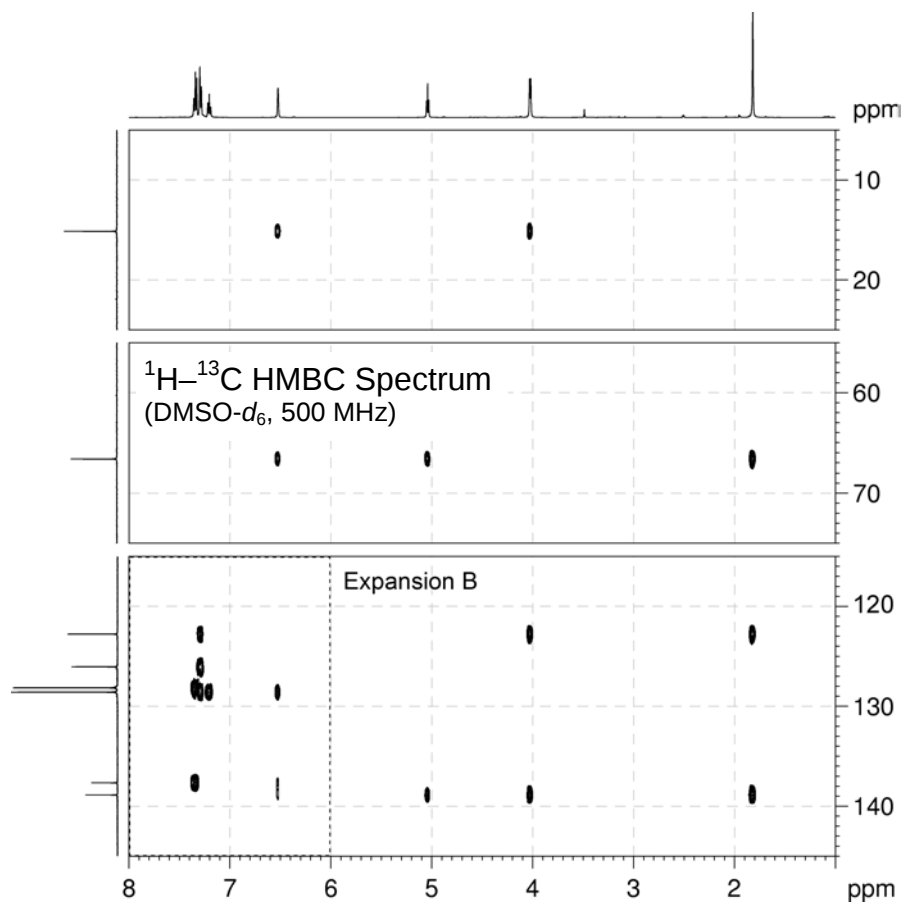 ppm
10
20
¹H–¹³C HMBC Spectrum
(DMSO-d₆, 500 MHz)
60
70
Expansion B
120
130
140
8 7 6 5 4 3 2 ppm